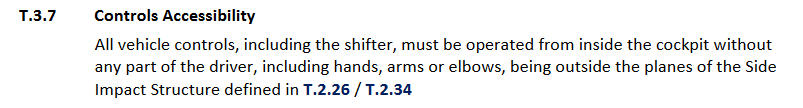 T.3.7 Controls Accessibility
All vehicle controls, including the shifter, must be operated from inside the cockpit without
any part of the driver, including hands, arms or elbows, being outside the planes of the Side
Impact Structure defined in T.2.26 / T.2.34